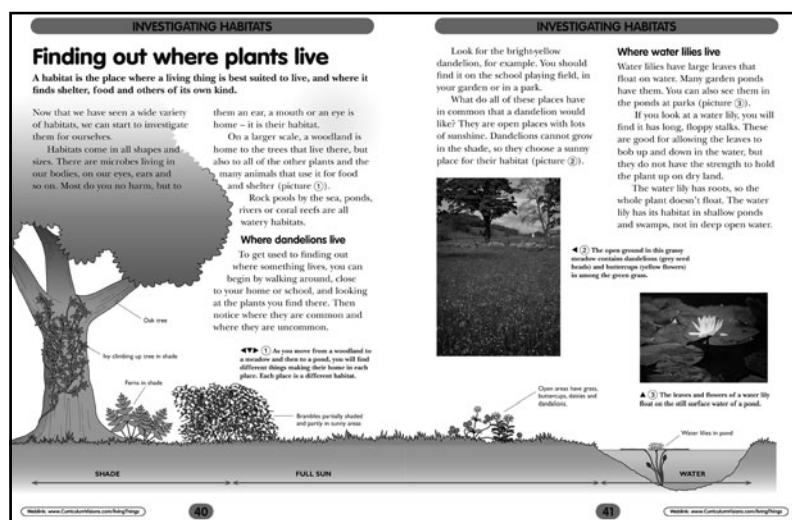 INVESTIGATING HABITATS
Finding out where plants live
A habitat is the place where a living thing is best suited to live, and where it
finds shelter, food and others of its own kind.
Now that we have seen a wide variety
of habitats, we can start to investigate
them for ourselves.
Habitats come in all shapes and
sizes. There are microbes living in
our bodies, on our eyes, ears and
so on. Most do you no harm, but to
them an ear, a mouth or an eye is
home – it is their habitat.
On a larger scale, a woodland is
home to the trees that live there, but
also to all of the other plants and the
many animals that use it for food
and shelter (picture ①).
Rock pools by the sea, ponds,
rivers or coral reefs are all
watery habitats.
Where dandelions live
To get used to finding out
where something lives, you can
begin by walking around, close
to your home or school, and looking
at the plants you find there. Then
notice where they are common and
where they are uncommon.
◀▼▶ ① As you move from a woodland to
a meadow and then to a pond, you will find
different things making their home in each
place. Each place is a different habitat.
Oak tree
Ivy climbing up tree in shade
Ferns in shade
Brambles partially shaded
and partly in sunny areas
SHADE
FULL SUN
Weblink: www.CurriculumVisions.com/livingThings
40
INVESTIGATING HABITATS
Look for the bright-yellow
dandelion, for example. You should
find it on the school playing field, in
your garden or in a park.
What do all of these places have
in common that a dandelion would
like? They are open places with lots
of sunshine. Dandelions cannot grow
in the shade, so they choose a sunny
place for their habitat (picture ②).
◀ ② The open ground in this grassy
meadow contains dandelions (grey seed
heads) and buttercups (yellow flowers)
in among the green grass.
Where water lilies live
Water lilies have large leaves that
float on water. Many garden ponds
have them. You can also see them in
the ponds at parks (picture ③).
If you look at a water lily, you will
find it has long, floppy stalks. These
are good for allowing the leaves to
bob up and down in the water, but
they do not have the strength to hold
the plant up on dry land.
The water lily has roots, so the
whole plant doesn't float. The water
lily has its habitat in shallow ponds
and swamps, not in deep open water.
▲ ③ The leaves and flowers of a water lily
float on the still surface water of a pond.
Open areas have grass,
buttercups, daisies and
dandelions.
Water lilies in pond
WATER
41
Weblink: www.CurriculumVisions.com/livingThings